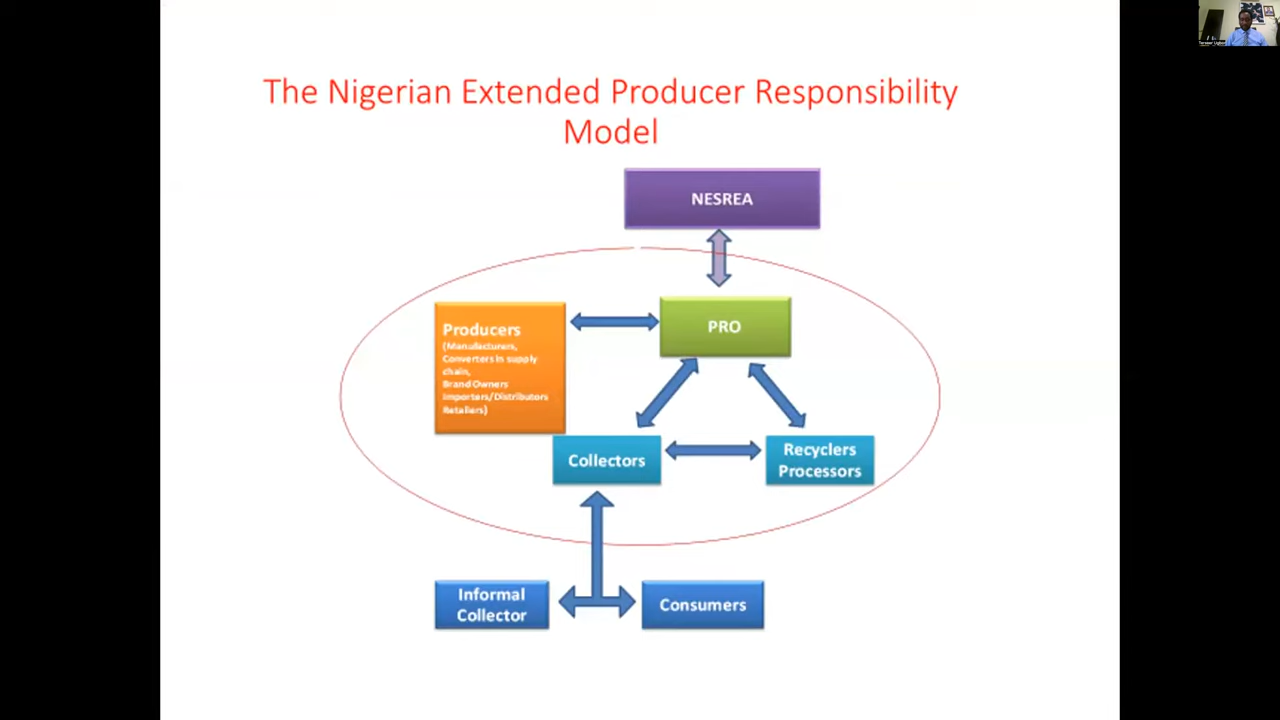 The Nigerian Extended Producer Responsibility
Model
NESREA
PRO
Producers
(Manufacturers,
Converters in supply
chain,
Brand Owners
Importers/Distributors
Retailers)
Collectors
Recyclers
Processors
Informal
Collector
Consumers